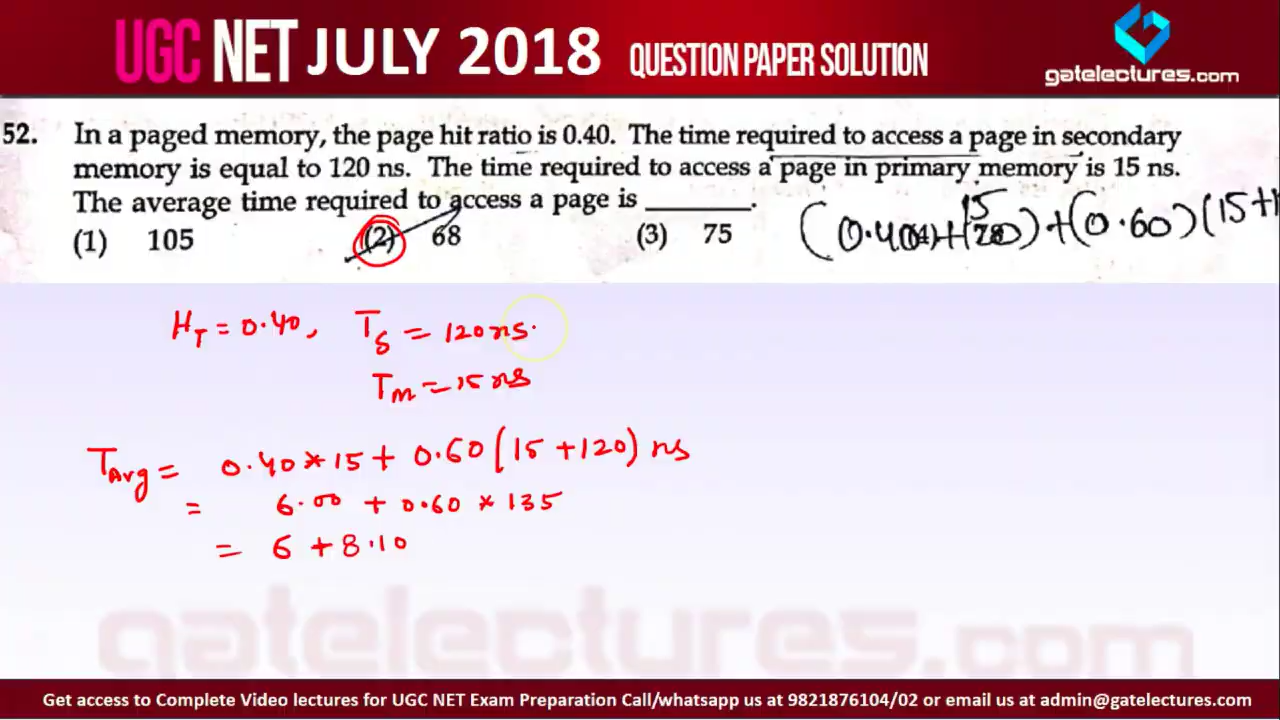 UGC NET JULY 2018 QUESTION PAPER SOLUTION
gatelectures.com
52. In a paged memory, the page hit ratio is 0.40. The time required to access a page in secondary
memory is equal to 120 ns. The time required to access a page in primary memory is 15 ns.
The average time required to access a page is ________.
(1) 105 (2) 68 (3) 75
+(0.60)(15+1
H_T = 0.40, T_S = 120ns.
T_m = 15 ns
T_Avg = 0.40 * 15 + 0.60 (15 + 120) ns
= 6.00 + 0.60 * 135
= 6 + 8.10
gatelectures.com
Get access to Complete Video lectures for UGC NET Exam Preparation Call/whatsapp us at 9821876104/02 or email us at admin@gatelectures.com